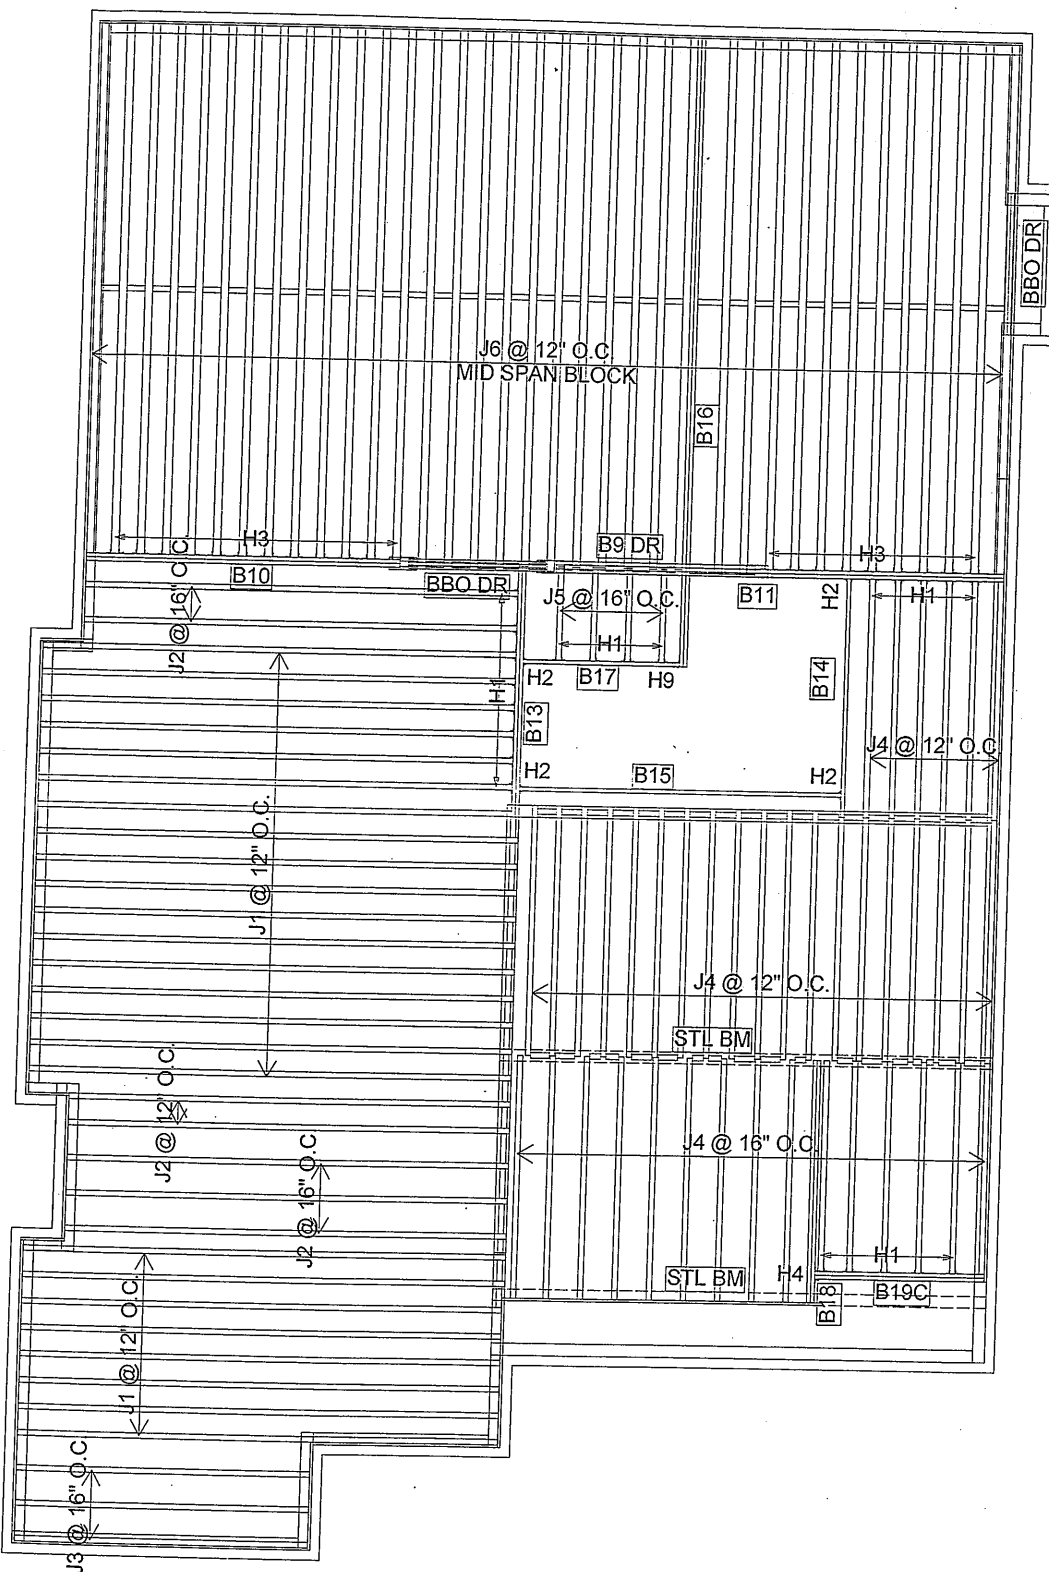 BBO DR
J6 @ 12" O.C.
MID SPAN BLOCK
B16
H3
B9 DR
H3
B10
BBO DR
J2 @ 16" O.C.
J5 @ 16" O.C.
B11
H2
H1
H1
H2
B17
H9
B14
H1
B13
J4 @ 12" O.C
H2
B15
H2
J1 @ 12" O.C.
J4 @ 12" O.C.
STL BM
J2 @ 12" O.C.
J4 @ 16" O.C.
J2 @ 16" O.C
H1
STL BM
H4
B18
B19C
J1 @ 12" O.C.
J3 @ 16" O.C.